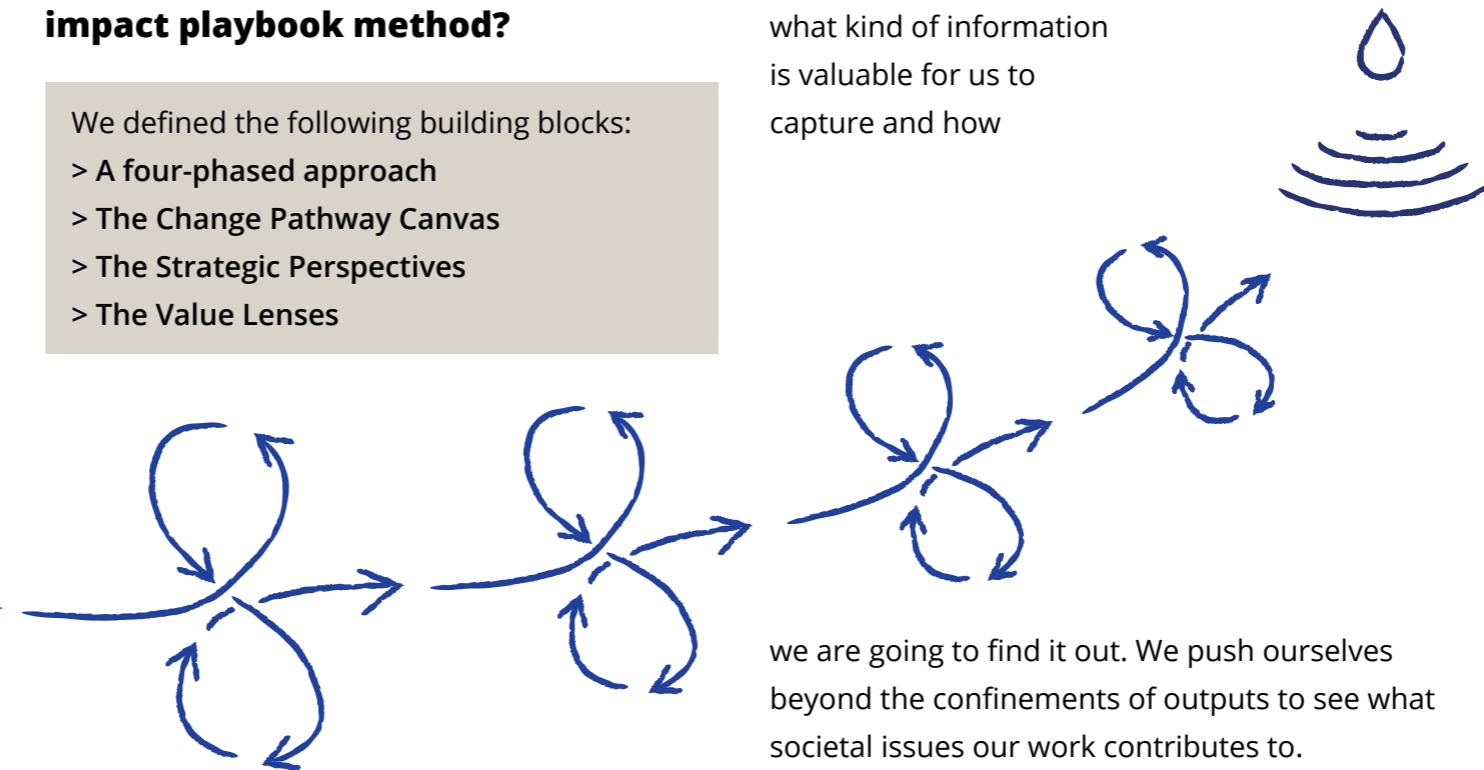 impact playbook method?
We defined the following building blocks:
> A four-phased approach
> The Change Pathway Canvas
> The Strategic Perspectives
> The Value Lenses
what kind of information
is valuable for us to
capture and how
we are going to find it out. We push ourselves
beyond the confinements of outputs to see what
societal issues our work contributes to.